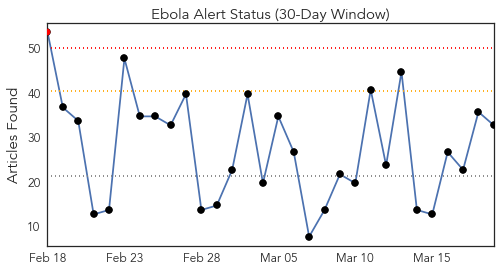 Ebola Alert Status (30-Day Window)
Articles Found
50
40
30
20
10
Feb 18 Feb 23 Feb 28 Mar 05 Mar 10 Mar 15